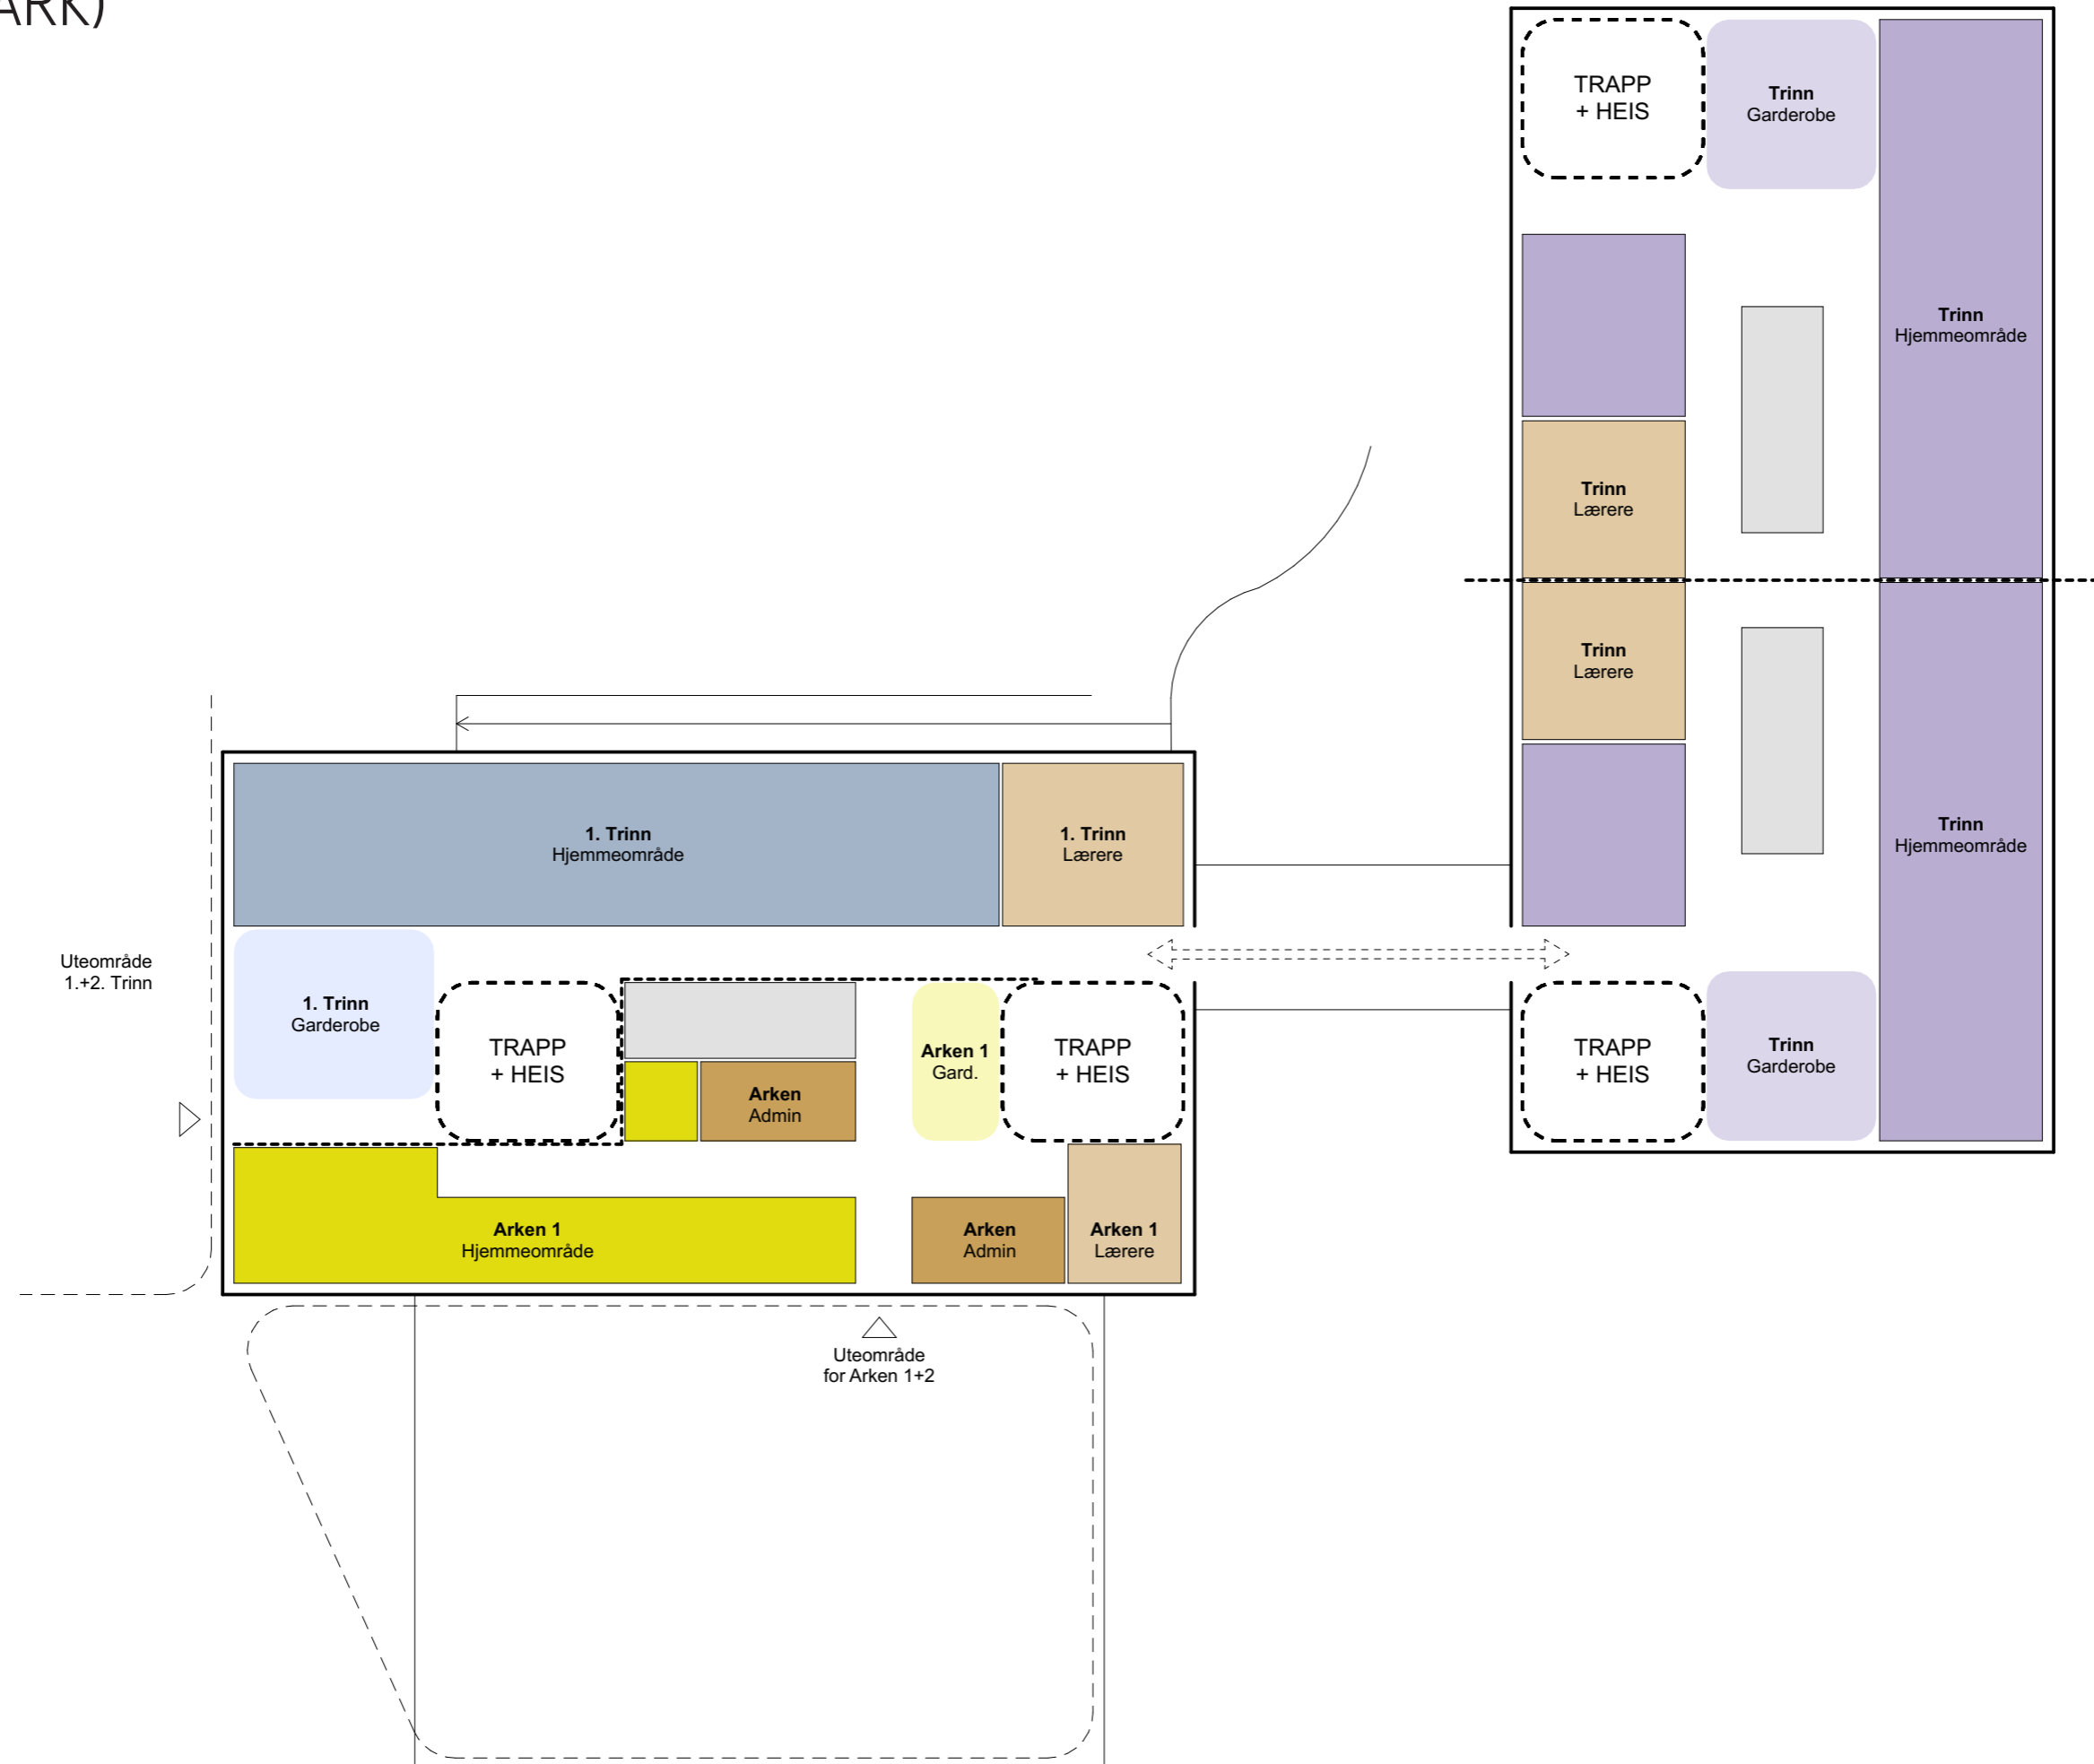 ARK)
TRAPP
+ HEIS
Trinn
Garderobe
Trinn
Hjemmeområde
Trinn
Lærere
Trinn
Lærere
Trinn
Hjemmeområde
1. Trinn
Hjemmeområde
1. Trinn
Lærere
Uteområde
1.+2. Trinn
1. Trinn
Garderobe
TRAPP
+ HEIS
Arken
Admin
Arken 1
Gard.
TRAPP
+ HEIS
TRAPP
+ HEIS
Trinn
Garderobe
Arken 1
Hjemmeområde
Arken
Admin
Arken 1
Lærere
Uteområde
for Arken 1+2